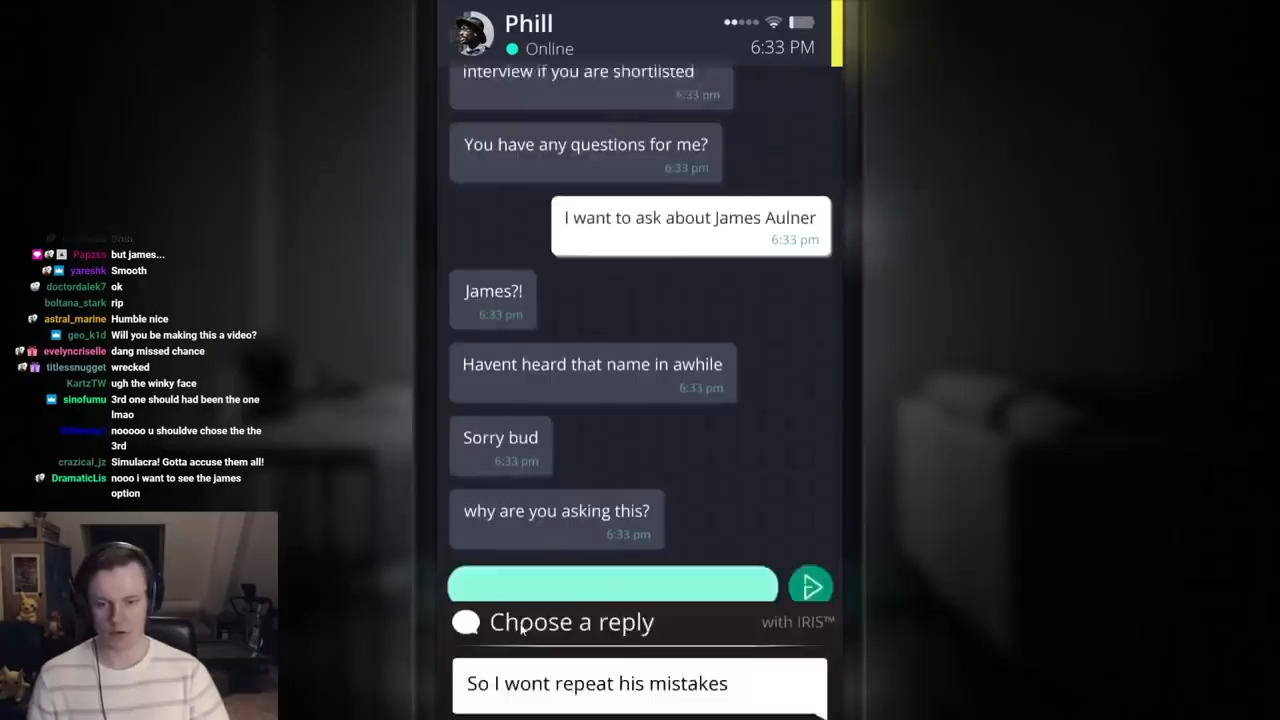 Phill
Online
6:33 PM
interview if you are shortlisted
6:33 pm
You have any questions for me?
6:33 pm
I want to ask about James Aulner
6:33 pm
James?!
6:33 pm
Havent heard that name in awhile
6:33 pm
Sorry bud
6:33 pm
why are you asking this?
6:33 pm
Choose a reply
with IRIS™
So I wont repeat his mistakes
Papzss but james...
yareshk Smooth
doctordalek7 ok
boltana_stark rip
astral_marine Humble nice
geo_k1d Will you be making this a video?
evelyncriselle dang missed chance
titlessnugget wrecked
KartzTW ugh the winky face
sinofumu 3rd one should had been the one
lmao
nooooo u shouldve chose the the
3rd
crazical_jz Simulacra! Gotta accuse them all!
DramaticLis nooo i want to see the james
option